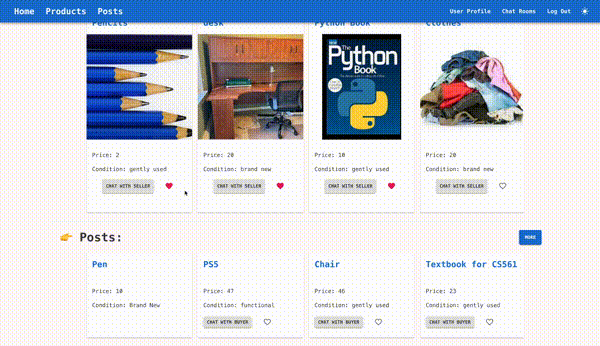 Home Products Posts User Profile Chat Rooms Log Out
Pencils desk Python Book Clothes
The
Python
Book
Price: 2 Price: 20 Price: 10 Price: 20
Condition: gently used Condition: brand new Condition: gently used Condition: brand new
CHAT WITH SELLER CHAT WITH SELLER CHAT WITH SELLER CHAT WITH SELLER
Posts: MORE
Pen PS5 Chair Textbook for CS561
Price: 10 Price: 47 Price: 46 Price: 23
Condition: Brand New Condition: functional Condition: gently used Condition: gently used
CHAT WITH BUYER CHAT WITH BUYER CHAT WITH BUYER